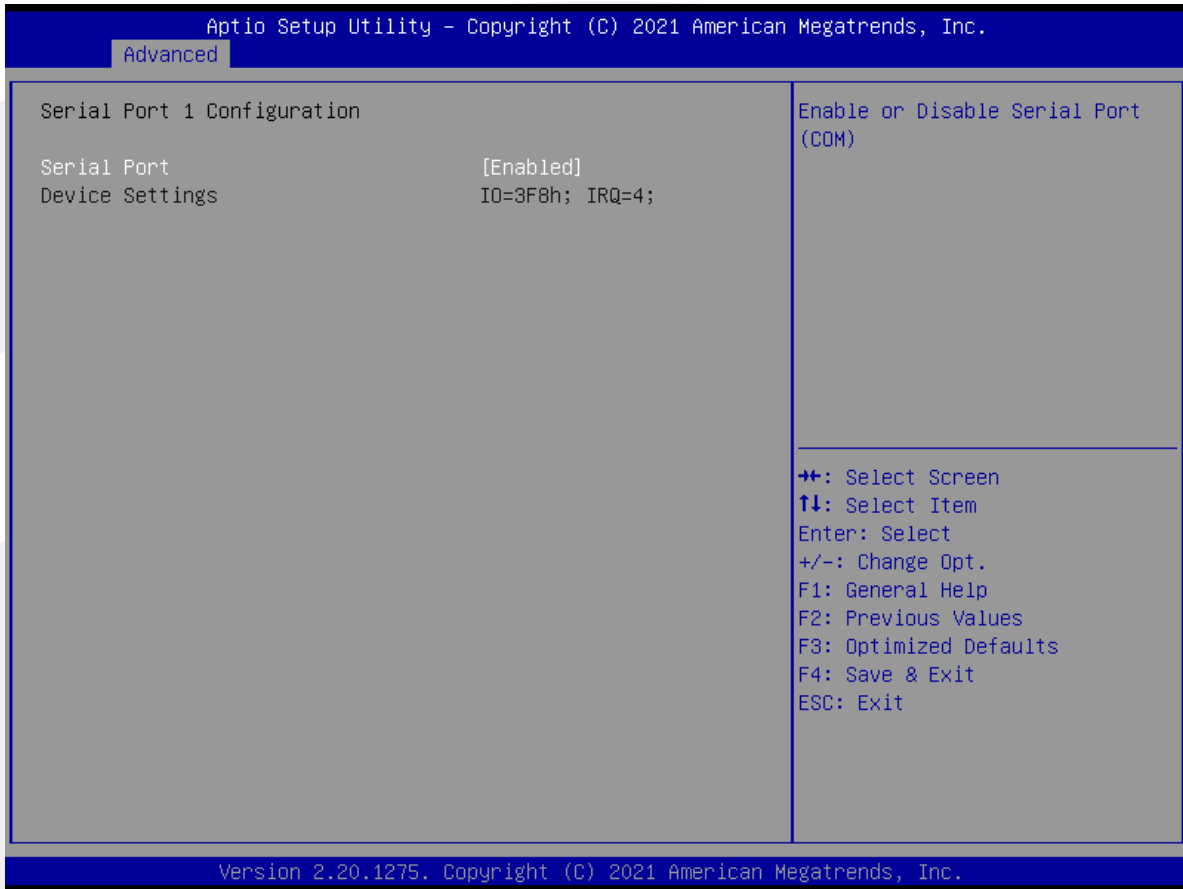 Aptio Setup Utility – Copyright (C) 2021 American Megatrends, Inc.
Advanced
Serial Port 1 Configuration
Serial Port [Enabled]
Device Settings IO=3F8h; IRQ=4;
Enable or Disable Serial Port
(COM)
→←: Select Screen
↑↓: Select Item
Enter: Select
+/-: Change Opt.
F1: General Help
F2: Previous Values
F3: Optimized Defaults
F4: Save & Exit
ESC: Exit
Version 2.20.1275. Copyright (C) 2021 American Megatrends, Inc.